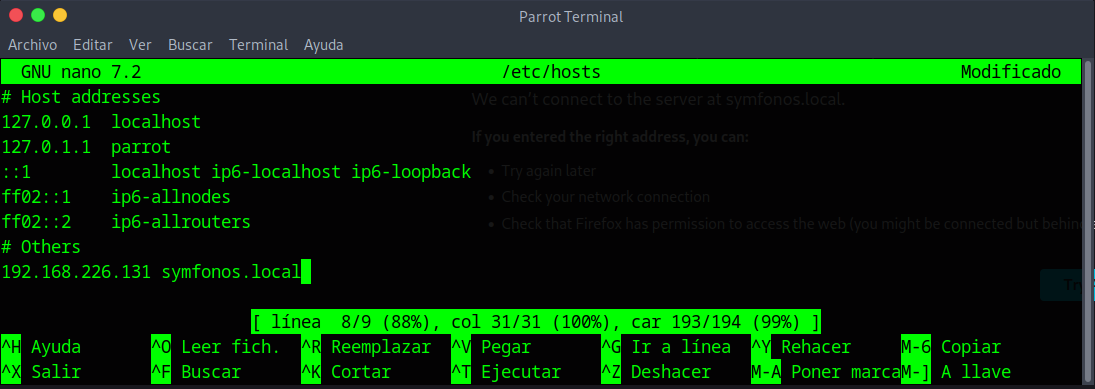 Parrot Terminal
Archivo Editar Ver Buscar Terminal Ayuda
GNU nano 7.2 /etc/hosts Modificado
# Host addresses
We can't connect to the server at symfonos.local.
127.0.0.1 localhost
127.0.1.1 parrot
If you entered the right address, you can:
::1 localhost ip6-localhost ip6-loopback
Try again later
ff02::1 ip6-allnodes
Check your network connection
ff02::2 ip6-allrouters
Check that Firefox has permission to access the web (you might be connected but behind
# Others
192.168.226.131 symfonos.local
[ línea 8/9 (88%), col 31/31 (100%), car 193/194 (99%) ]
^H Ayuda ^O Leer fich. ^R Reemplazar ^V Pegar ^G Ir a línea ^Y Rehacer M-6 Copiar
^X Salir ^F Buscar ^K Cortar ^T Ejecutar ^Z Deshacer M-A Poner marca M-] A llave